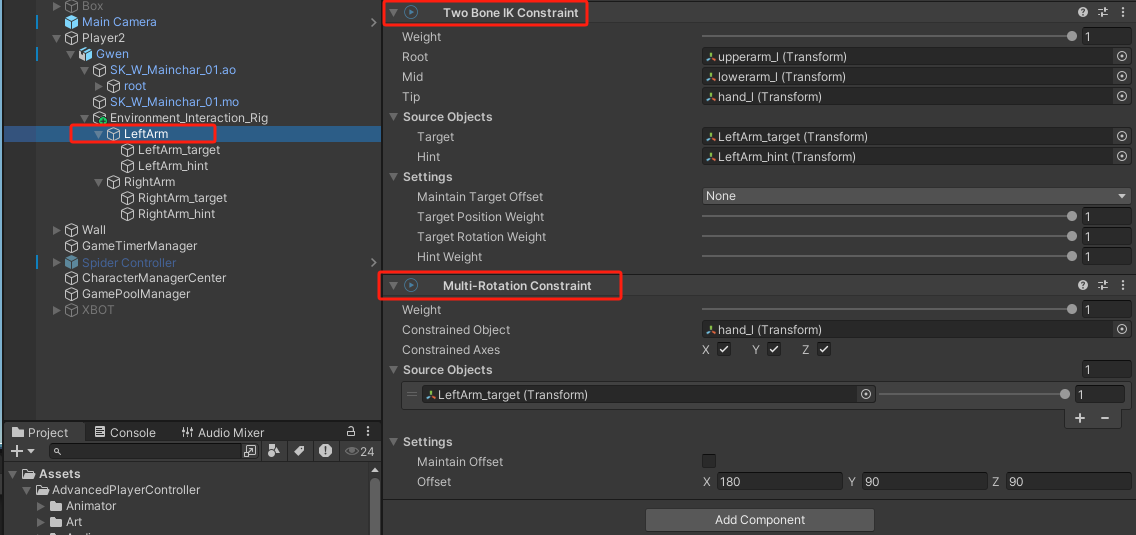 Box
Main Camera
Player2
Gwen
SK_W_Mainchar_01.ao
root
SK_W_Mainchar_01.mo
Environment_Interaction_Rig
LeftArm
LeftArm_target
LeftArm_hint
RightArm
RightArm_target
RightArm_hint
Wall
GameTimerManager
Spider Controller
CharacterManagerCenter
GamePoolManager
XBOT
Project Console Audio Mixer
24
Assets
AdvancedPlayerController
Animator
Art
Two Bone IK Constraint
Weight 1
Root upperarm_l (Transform)
Mid lowerarm_l (Transform)
Tip hand_l (Transform)
Source Objects
Target LeftArm_target (Transform)
Hint LeftArm_hint (Transform)
Settings
Maintain Target Offset None
Target Position Weight 1
Target Rotation Weight 1
Hint Weight 1
Multi-Rotation Constraint
Weight 1
Constrained Object hand_l (Transform)
Constrained Axes X Y Z
Source Objects 1
LeftArm_target (Transform) 1
Settings
Maintain Offset
Offset X 180 Y 90 Z 90
Add Component